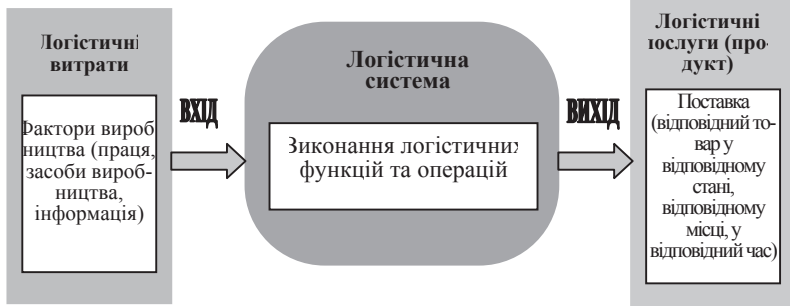 Логістичні
витрати
Фактори вироб
ництва (праця,
засоби вироб-
ництва,
інформація)
ВХІД
Логістична
система
Виконання логістичних
функцій та операцій
ВИХІД
Логістичні
послуги (про-
дукт)
Поставка
(відповідний то-
вар у
відповідному
стані,
відповідному
місці, у
відповідний час)